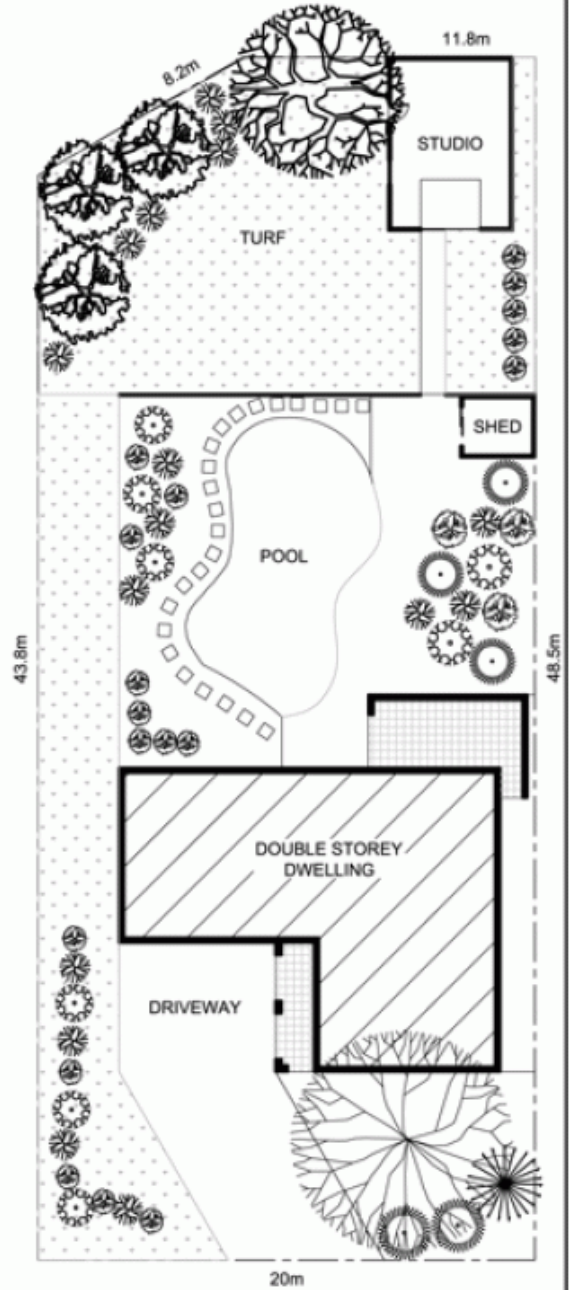 11.8m
8.2m
STUDIO
TURF
SHED
POOL
43.8m
48.5m
DOUBLE STOREY
DWELLING
DRIVEWAY
20m